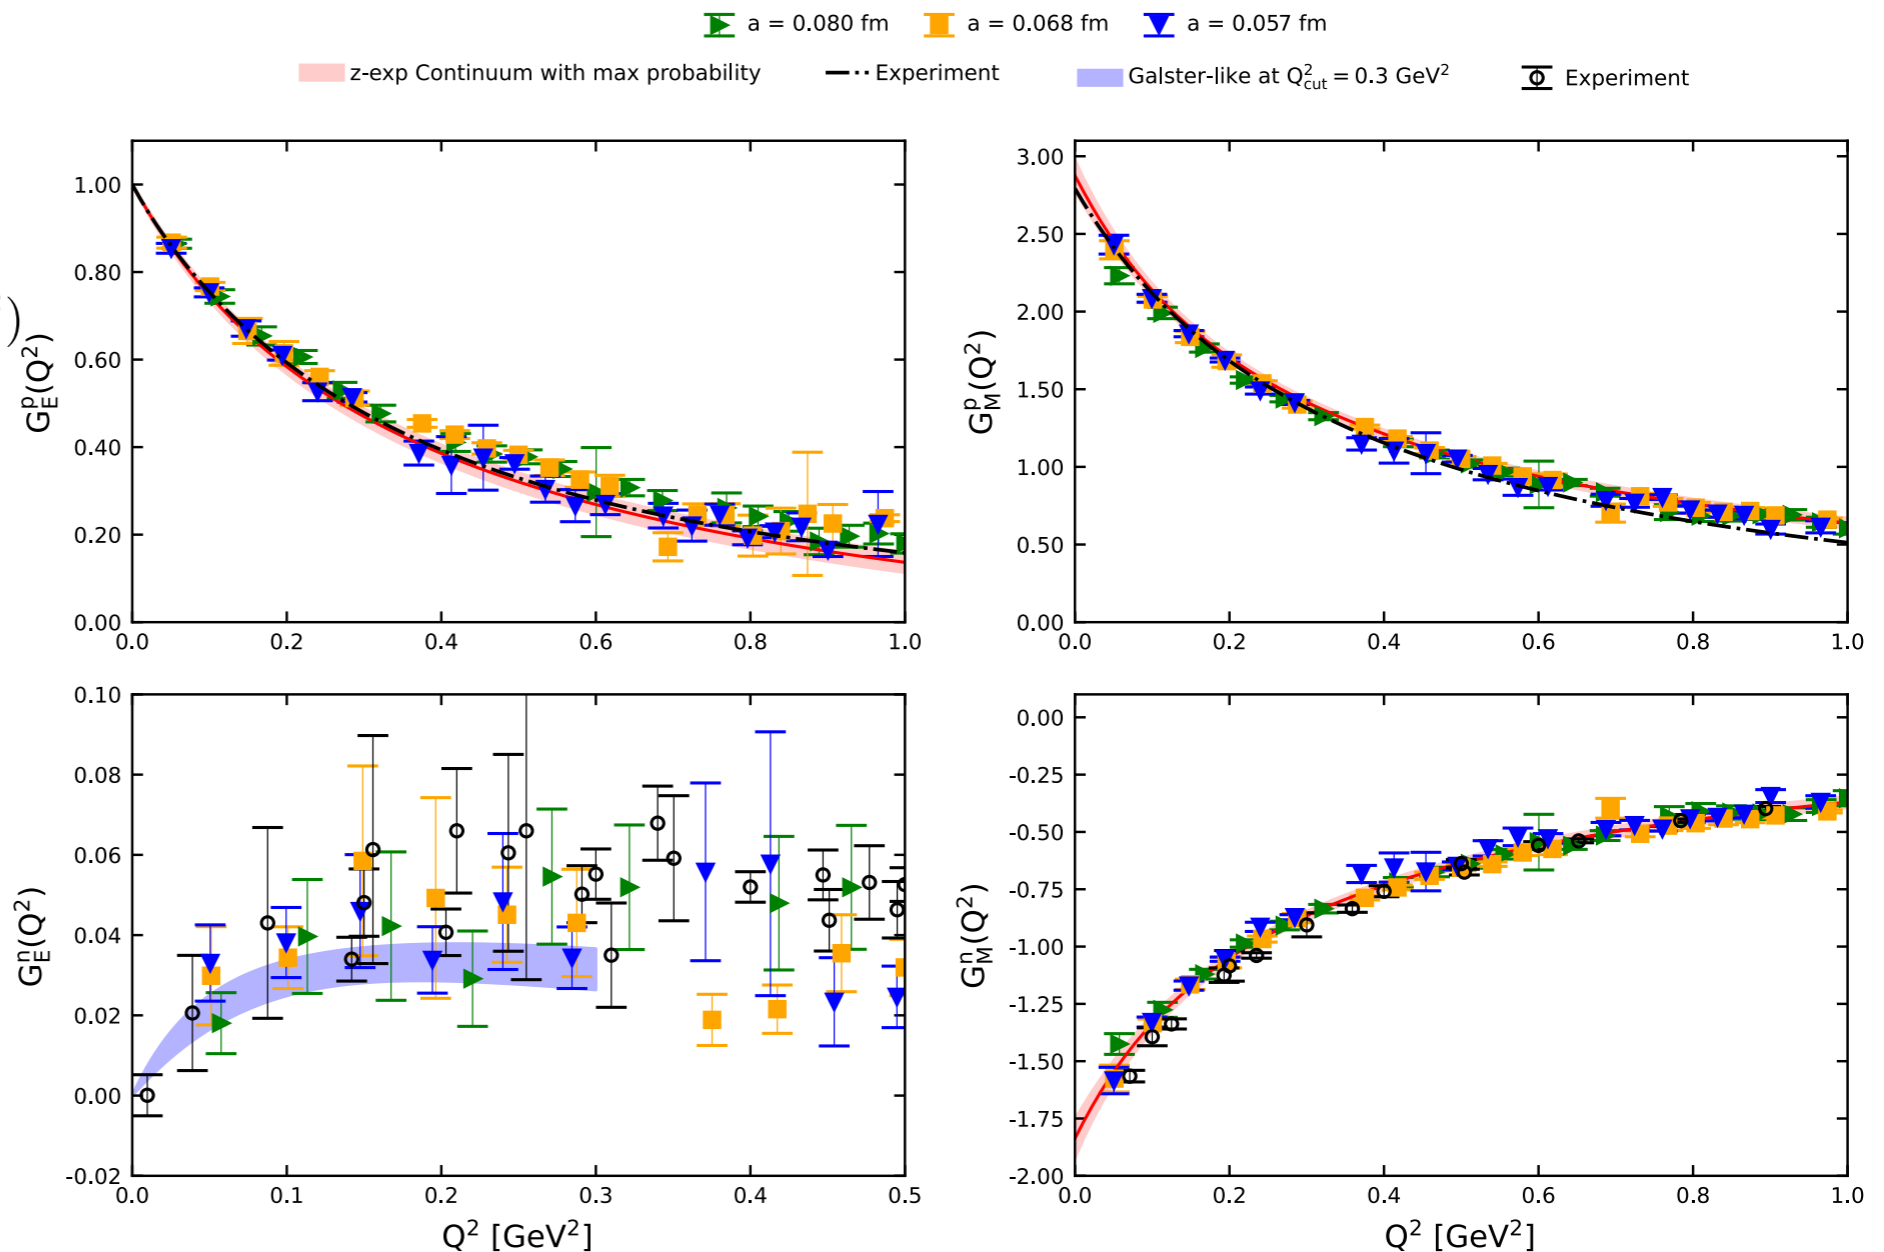 a = 0.080 fm a = 0.068 fm a = 0.057 fm
z-exp Continuum with max probability Experiment Galster-like at Q²cut = 0.3 GeV² Experiment
)
GᵖE(Q²)
1.00
0.80
0.60
0.40
0.20
0.00
0.0 0.2 0.4 0.6 0.8 1.0
GᵖM(Q²)
3.00
2.50
2.00
1.50
1.00
0.50
0.00
0.0 0.2 0.4 0.6 0.8 1.0
GⁿE(Q²)
0.10
0.08
0.06
0.04
0.02
0.00
-0.02
0.0 0.1 0.2 0.3 0.4 0.5
Q² [GeV²]
GⁿM(Q²)
0.00
-0.25
-0.50
-0.75
-1.00
-1.25
-1.50
-1.75
-2.00
0.0 0.2 0.4 0.6 0.8 1.0
Q² [GeV²]